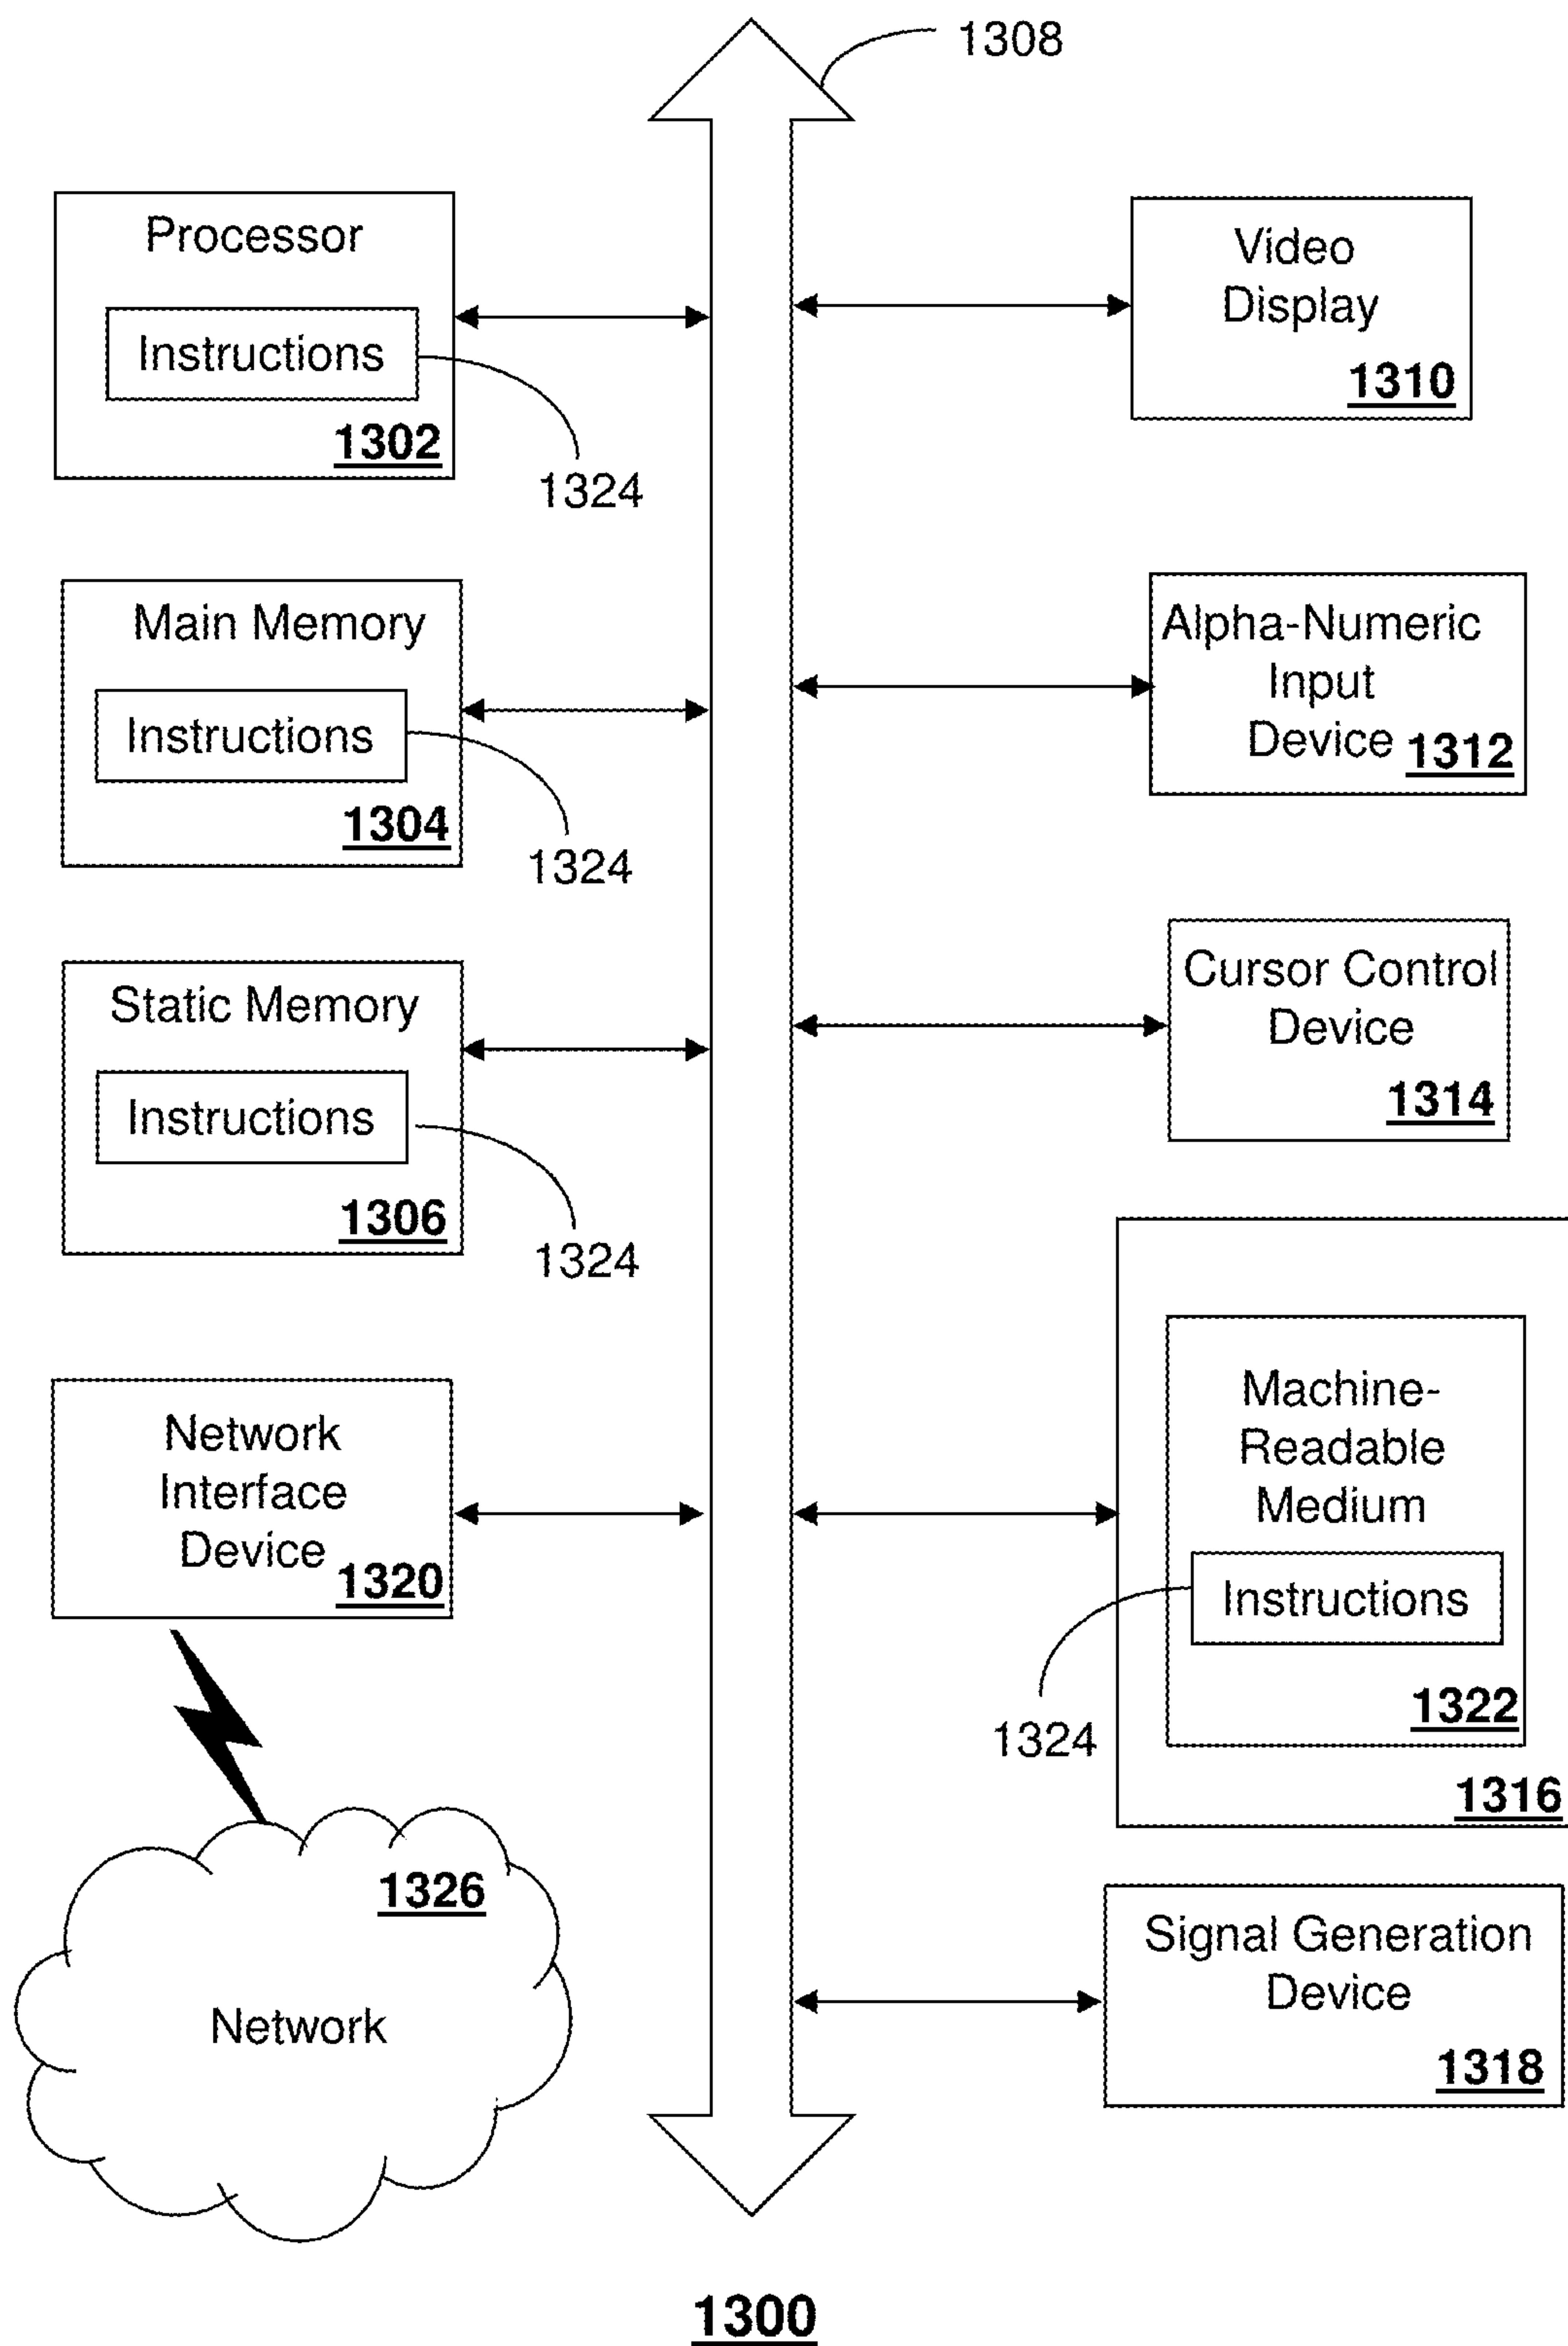 1308
Processor
Instructions
1302
1324
Main Memory
Instructions
1304
1324
Static Memory
Instructions
1306
1324
Network
Interface
Device
1320
1326
Network
Video
Display
1310
Alpha-Numeric
Input
Device
1312
Cursor Control
Device
1314
Machine-
Readable
Medium
Instructions
1322
1324
1316
Signal Generation
Device
1318
1300